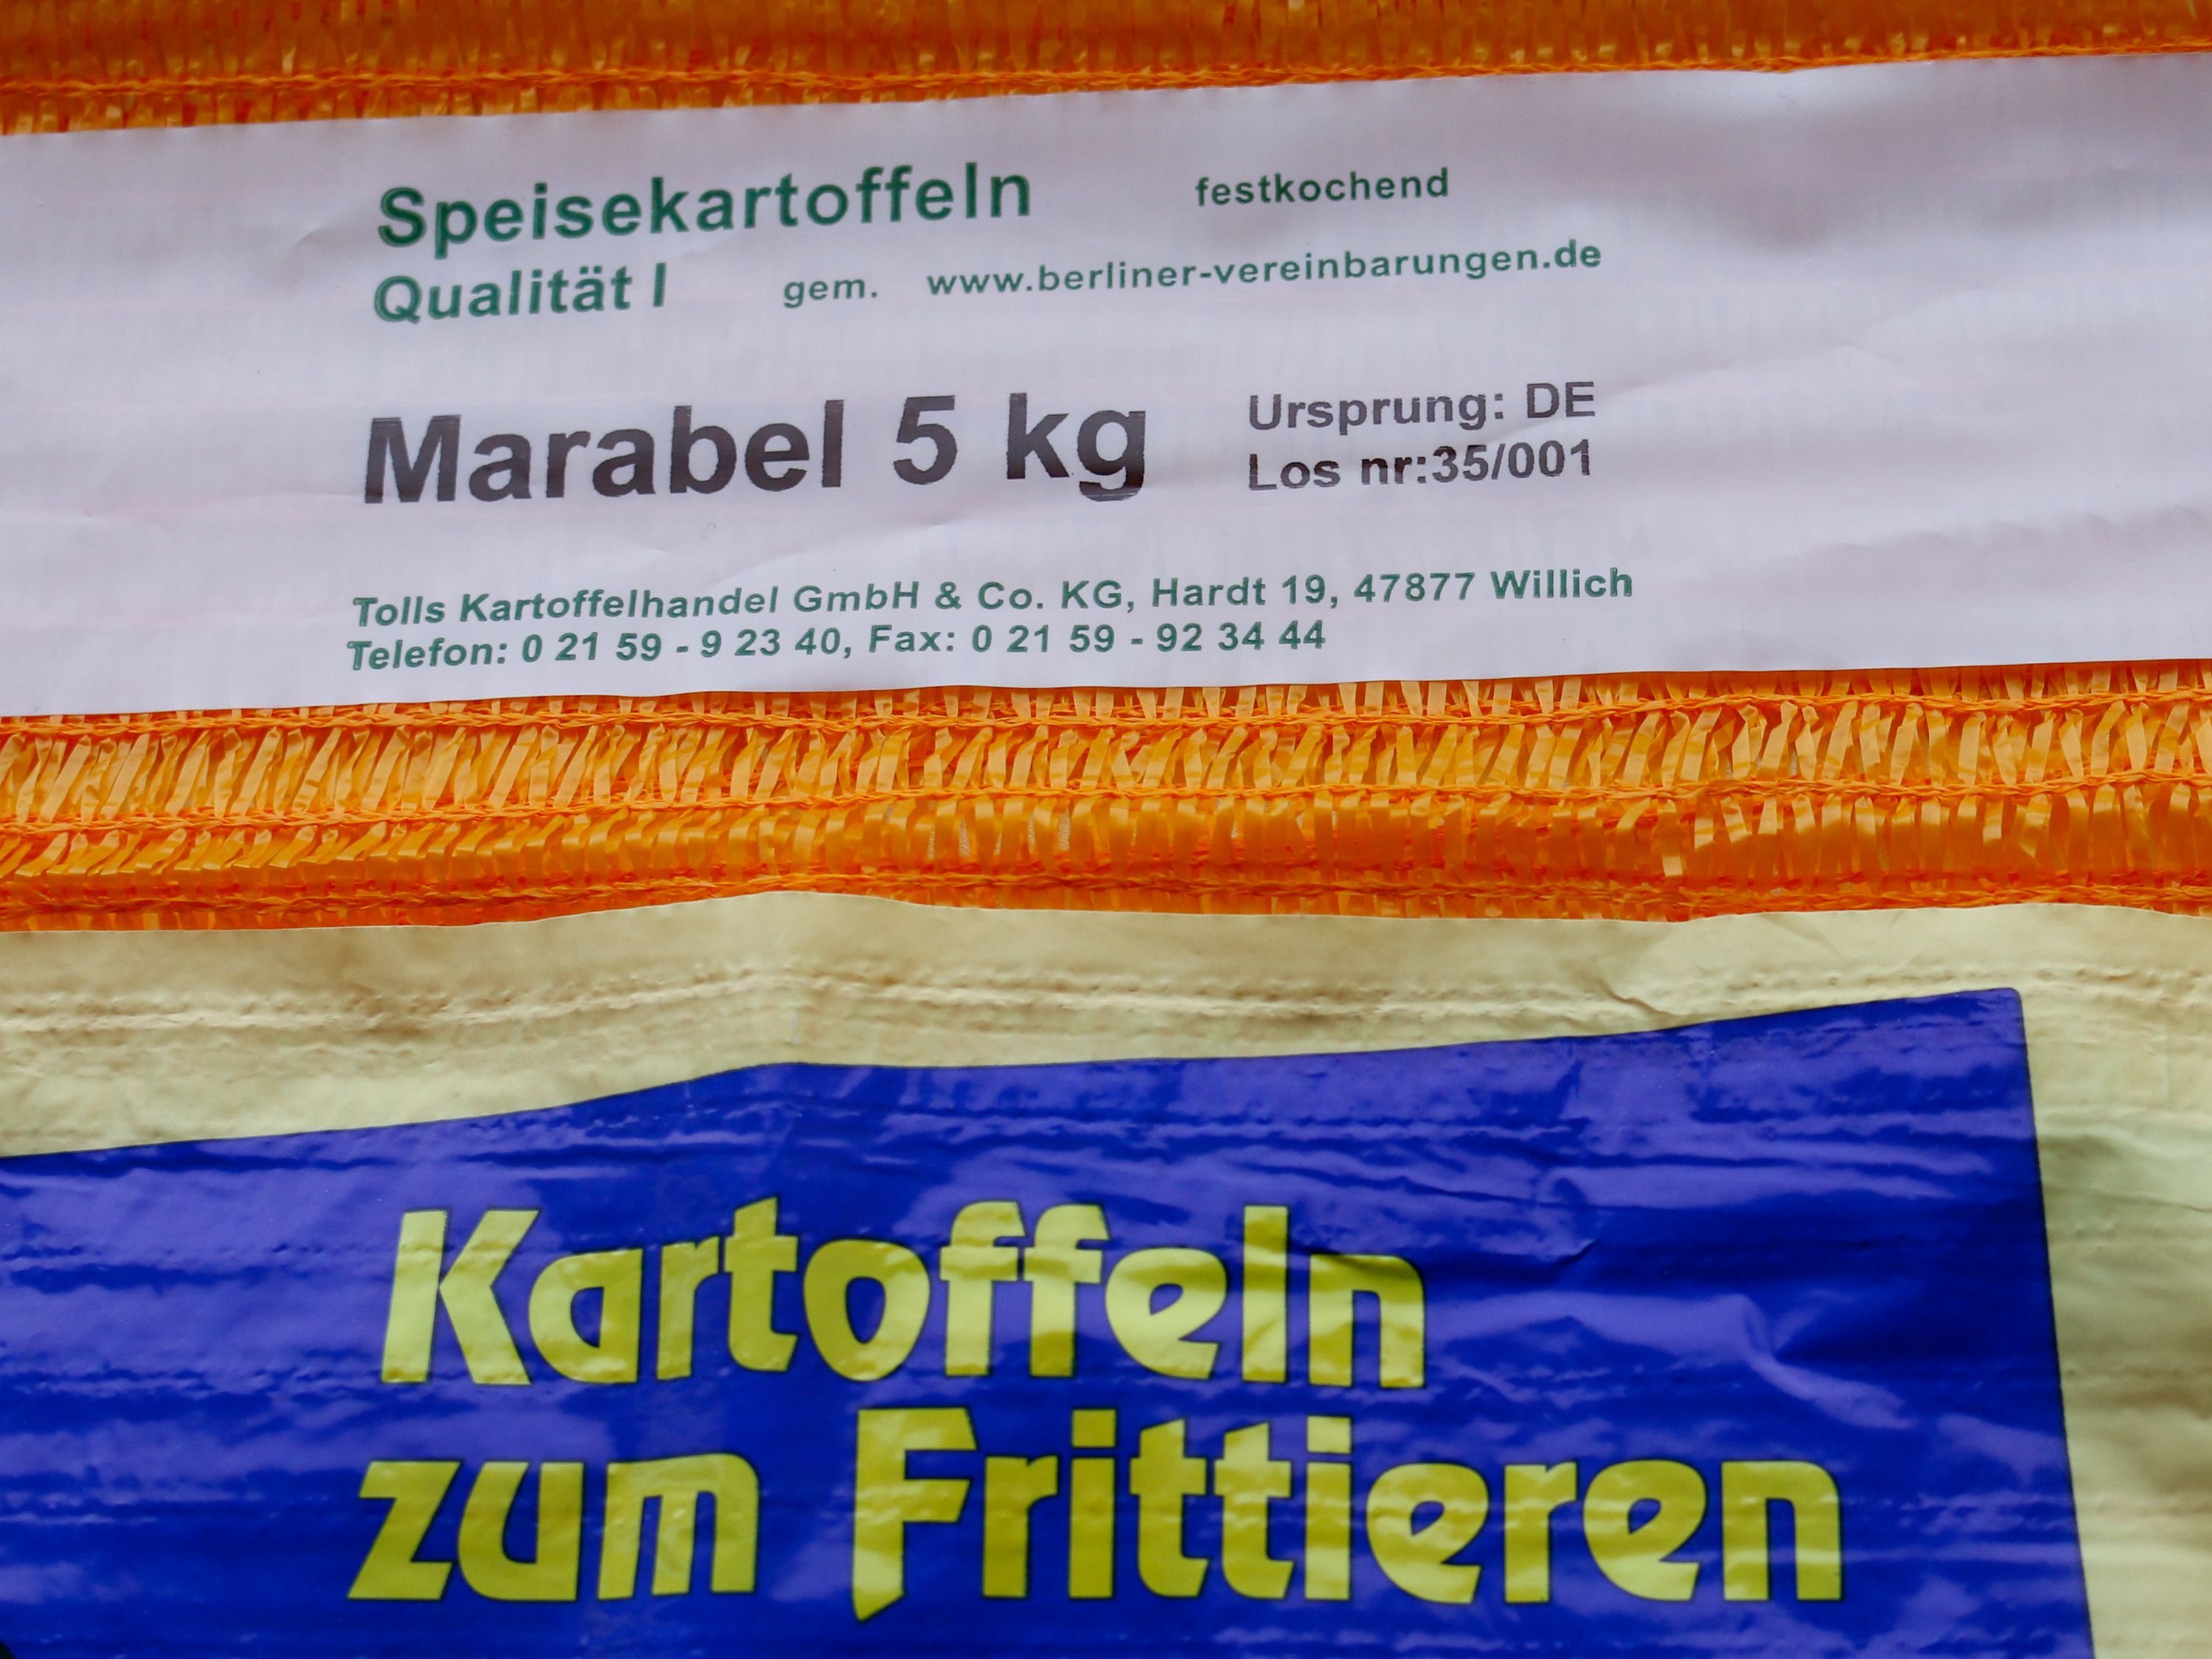 Speisekartoffeln festkochend
Qualität I gem. www.berliner-vereinbarungen.de
Marabel 5 kg
Ursprung: DE
Los nr:35/001
Tolls Kartoffelhandel GmbH & Co. KG, Hardt 19, 47877 Willich
Telefon: 0 21 59 - 9 23 40, Fax: 0 21 59 - 92 34 44
Kartoffeln
zum Frittieren